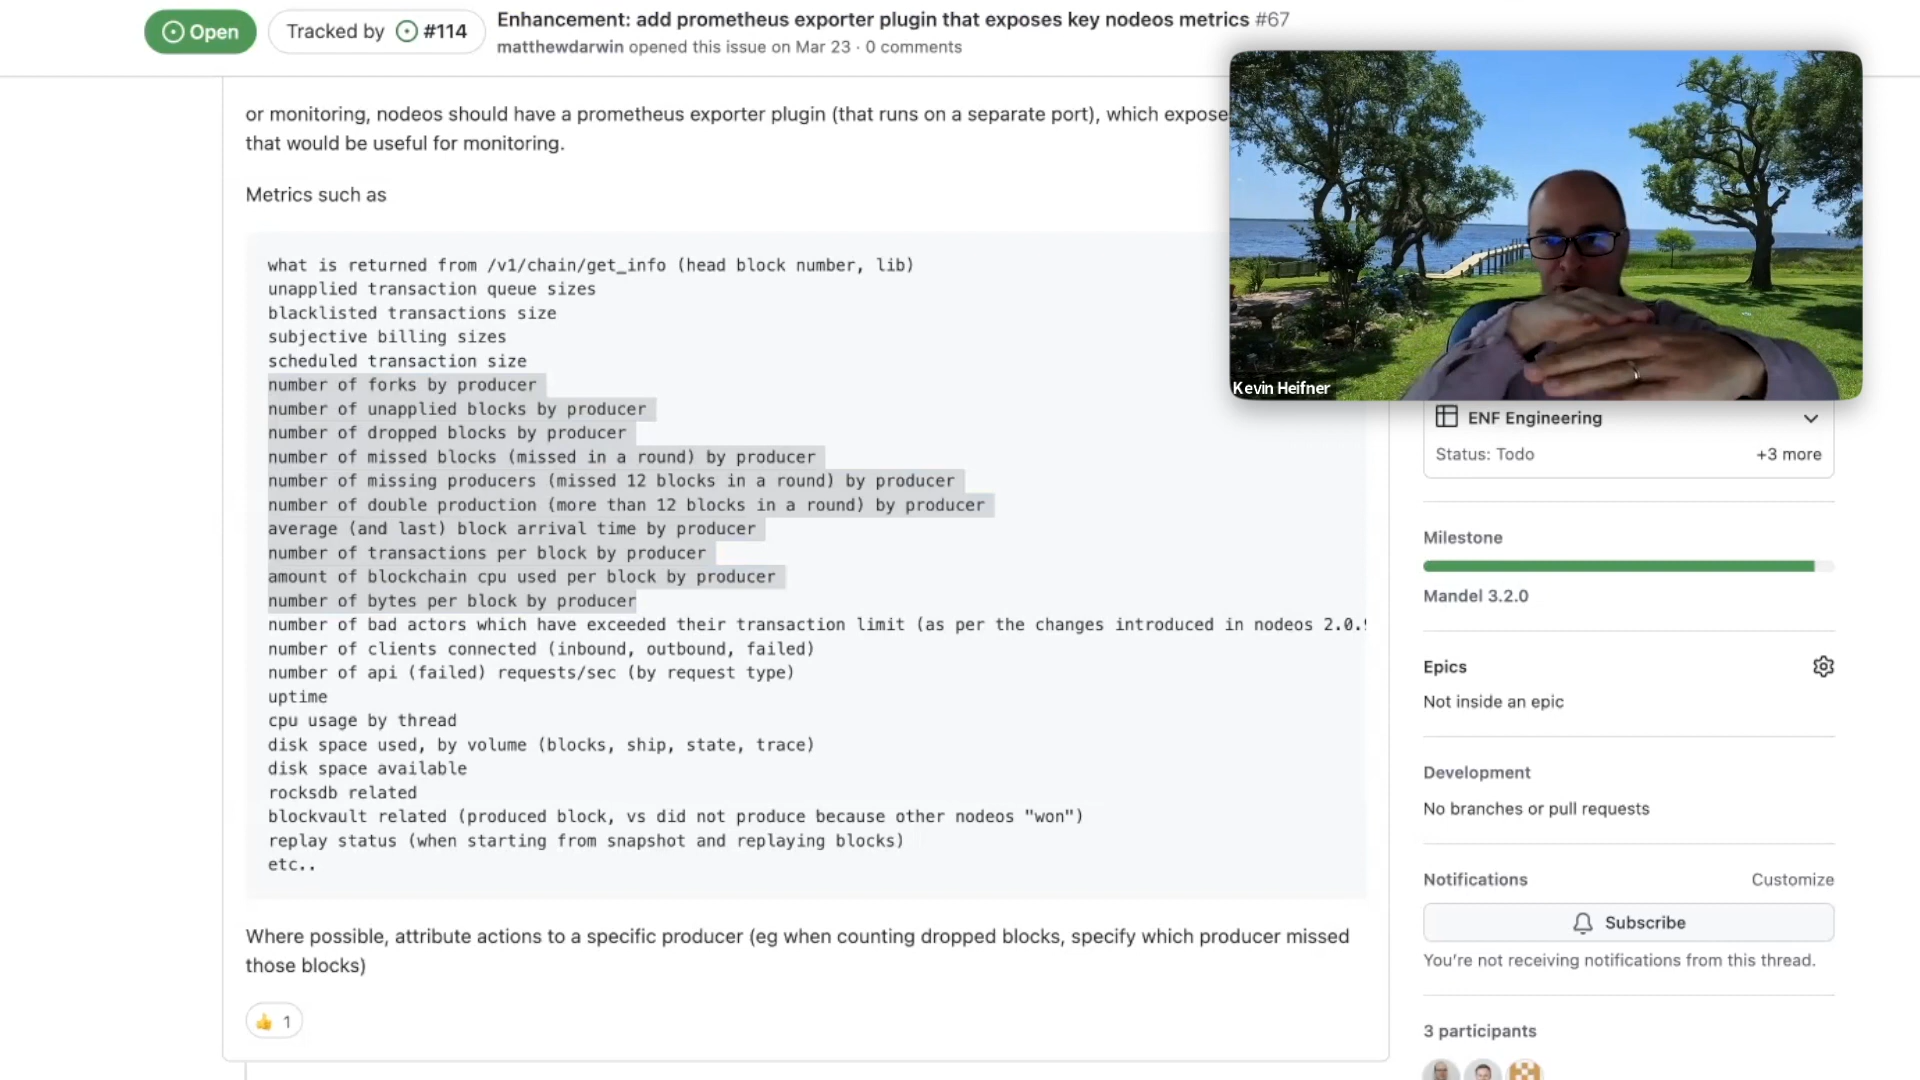 Open
Tracked by #114
Enhancement: add prometheus exporter plugin that exposes key nodeos metrics #67
matthewdarwin opened this issue on Mar 23 · 0 comments
or monitoring, nodeos should have a prometheus exporter plugin (that runs on a separate port), which expose
that would be useful for monitoring.
Metrics such as
what is returned from /v1/chain/get_info (head block number, lib)
unapplied transaction queue sizes
blacklisted transactions size
subjective billing sizes
scheduled transaction size
number of forks by producer
number of unapplied blocks by producer
number of dropped blocks by producer
number of missed blocks (missed in a round) by producer
number of missing producers (missed 12 blocks in a round) by producer
number of double production (more than 12 blocks in a round) by producer
average (and last) block arrival time by producer
number of transactions per block by producer
amount of blockchain cpu used per block by producer
number of bytes per block by producer
number of bad actors which have exceeded their transaction limit (as per the changes introduced in nodeos 2.0.9
number of clients connected (inbound, outbound, failed)
number of api (failed) requests/sec (by request type)
uptime
cpu usage by thread
disk space used, by volume (blocks, ship, state, trace)
disk space available
rocksdb related
blockvault related (produced block, vs did not produce because other nodeos "won")
replay status (when starting from snapshot and replaying blocks)
etc..
Where possible, attribute actions to a specific producer (eg when counting dropped blocks, specify which producer missed
those blocks)
👍 1
Kevin Heifner
ENF Engineering
Status: Todo +3 more
Milestone
Mandel 3.2.0
Epics
Not inside an epic
Development
No branches or pull requests
Notifications Customize
Subscribe
You're not receiving notifications from this thread.
3 participants